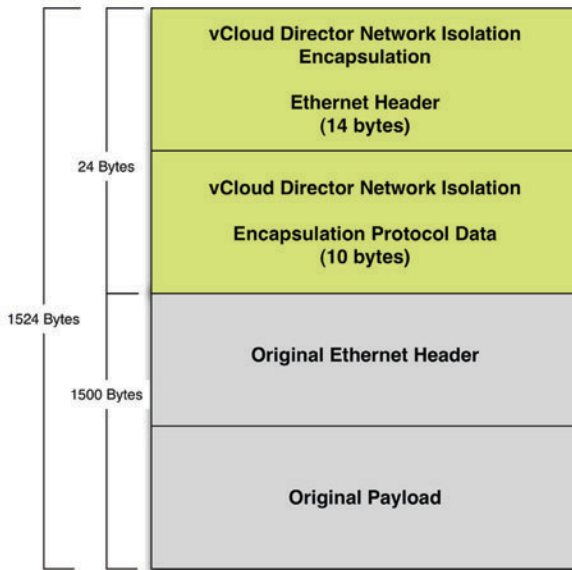 vCloud Director Network Isolation
Encapsulation
Ethernet Header
(14 bytes)
24 Bytes
vCloud Director Network Isolation
Encapsulation Protocol Data
(10 bytes)
1524 Bytes
Original Ethernet Header
1500 Bytes
Original Payload